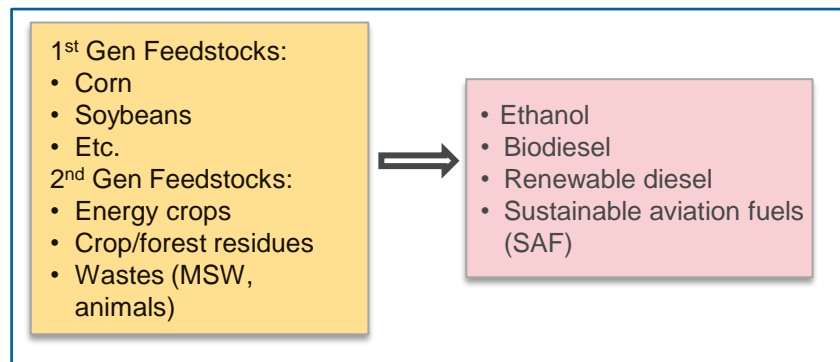 1st Gen Feedstocks:
• Corn
• Soybeans
• Etc.
2nd Gen Feedstocks:
• Energy crops
• Crop/forest residues
• Wastes (MSW,
animals)
• Ethanol
• Biodiesel
• Renewable diesel
• Sustainable aviation fuels
(SAF)